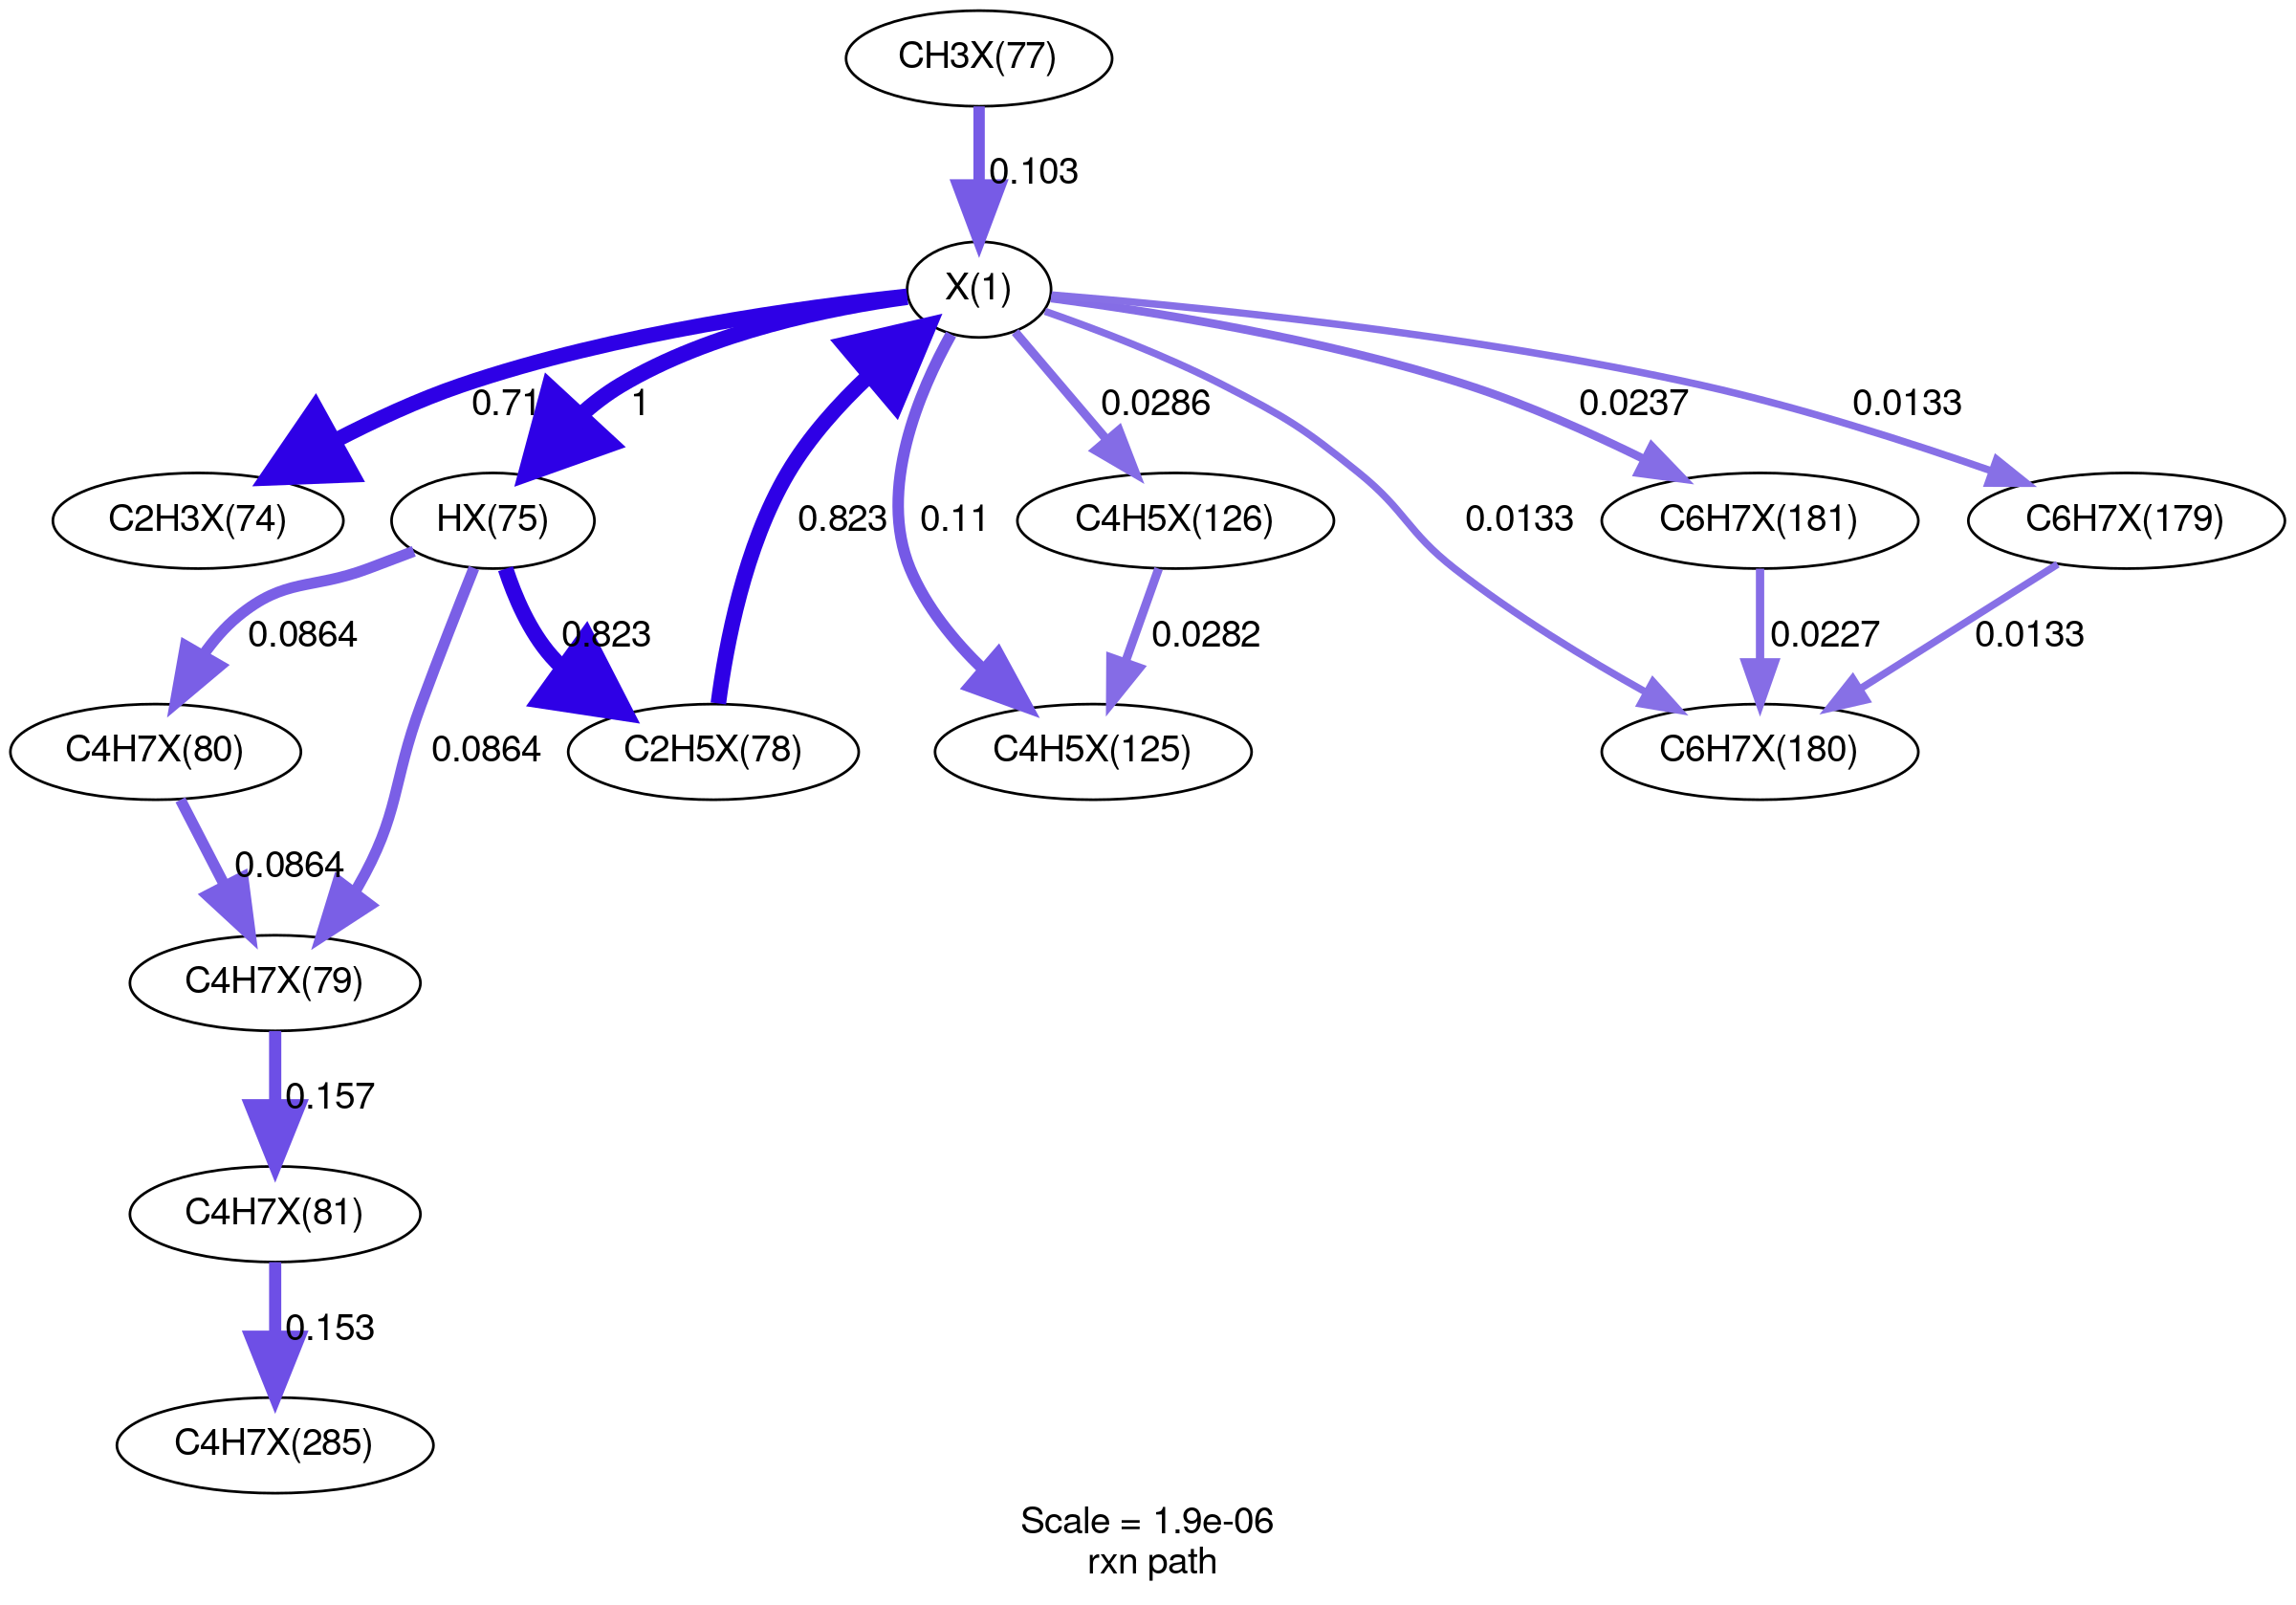 CH3X(77)
0.103
X(1)
0.71
1
0.0286
0.0237
0.0133
C2H3X(74)
HX(75)
0.823
0.11
C4H5X(126)
0.0133
C6H7X(181)
C6H7X(179)
0.0864
0.823
0.0282
0.0227
0.0133
C4H7X(80)
0.0864
C2H5X(78)
C4H5X(125)
C6H7X(180)
0.0864
C4H7X(79)
0.157
C4H7X(81)
0.153
C4H7X(285)
Scale = 1.9e-06
rxn path